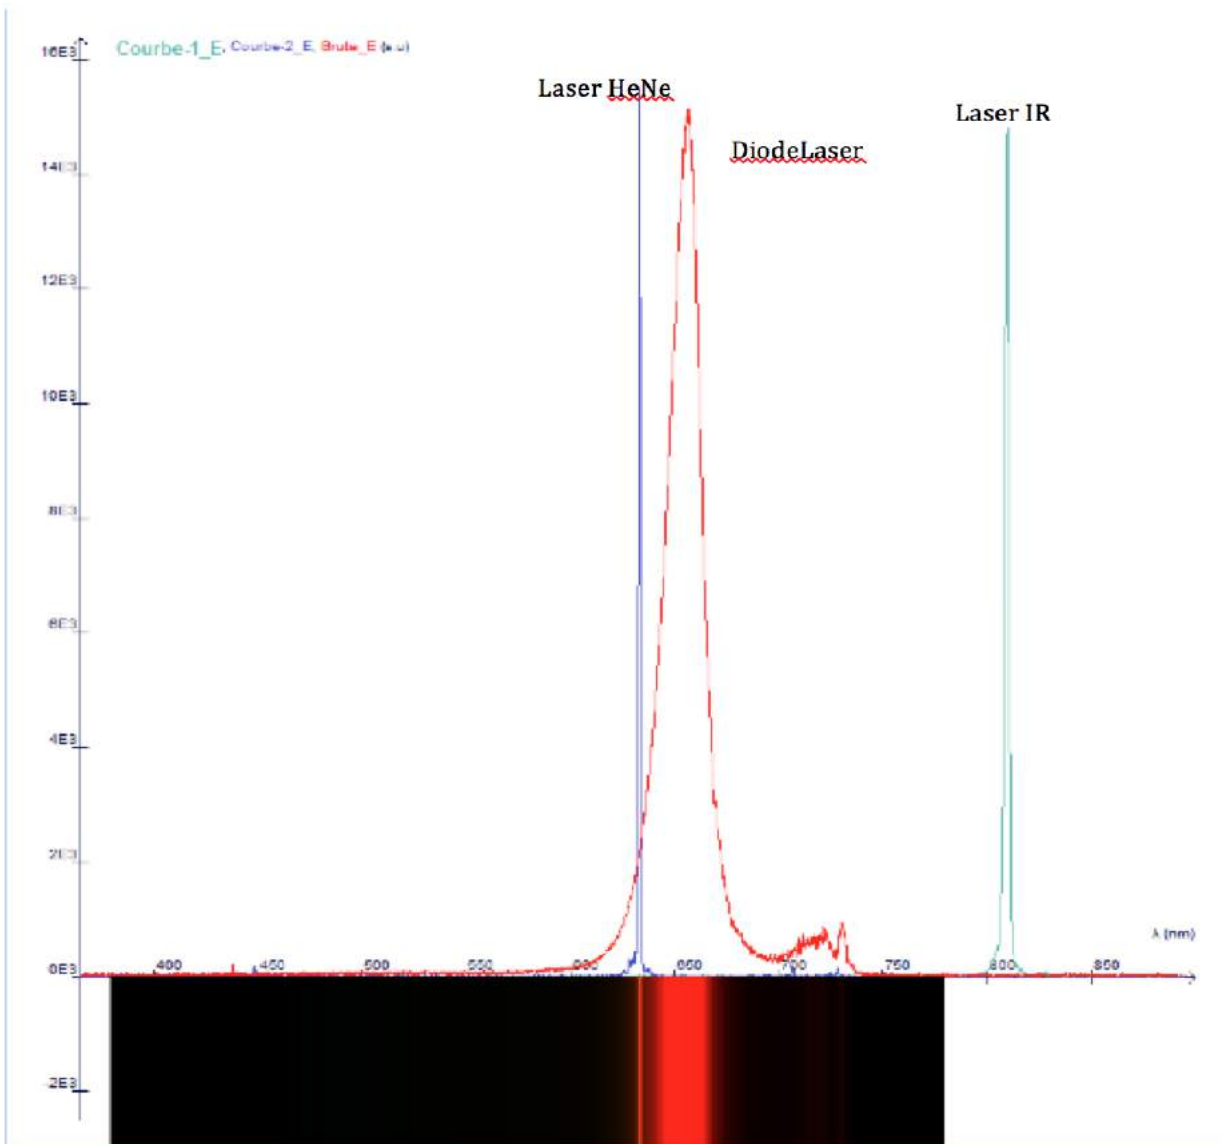 16E3
Courbe-1_E, Courbe-2_E, Brute_E (e.u)
Laser HeNe
Laser IR
DiodeLaser
14E3
12E3
10E3
8E3
6E3
4E3
2E3
λ (nm)
0E3
400 450 500 550 600 650 700 750 800 850
-2E3